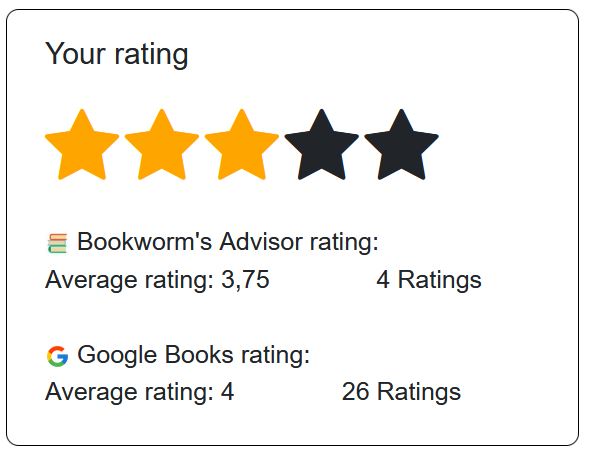 Your rating
Bookworm's Advisor rating:
Average rating: 3,75 4 Ratings
Google Books rating:
Average rating: 4 26 Ratings